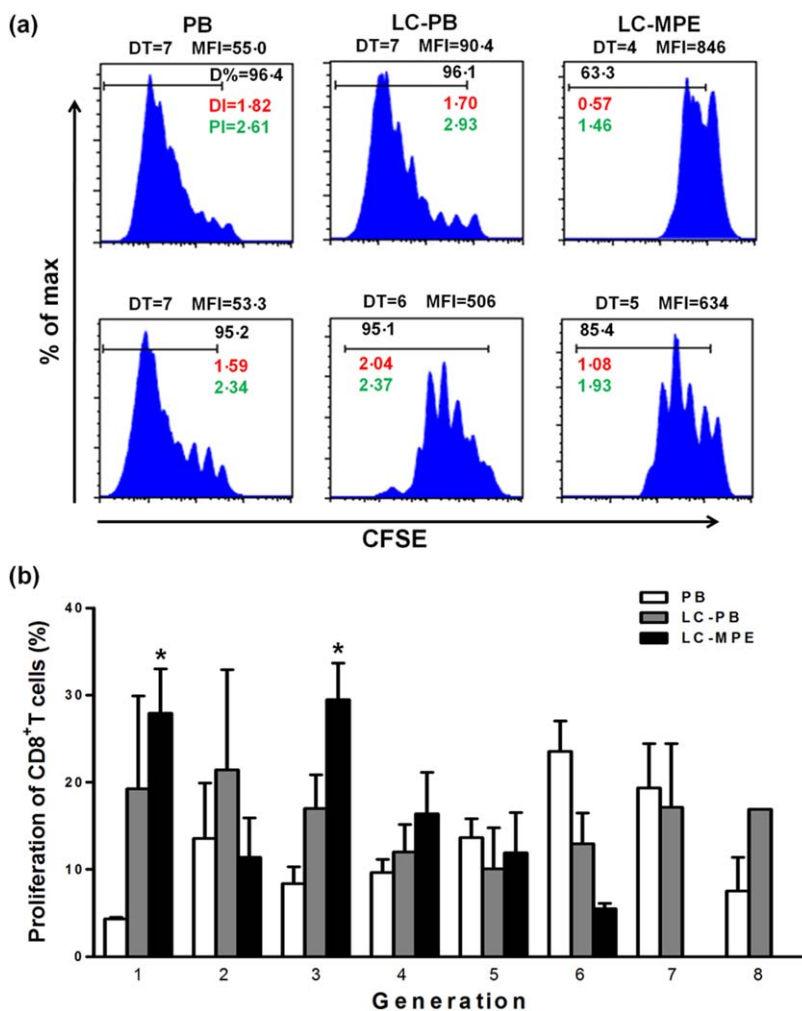 (a)
PB LC-PB LC-MPE
DT=7 MFI=55·0 DT=7 MFI=90·4 DT=4 MFI=846
D%=96·4 96·1 63·3
DI=1·82 1·70 0·57
PI=2·61 2·93 1·46
DT=7 MFI=53·3 DT=6 MFI=506 DT=5 MFI=634
95·2 95·1 85·4
1·59 2·04 1·08
2·34 2·37 1·93
% of max
CFSE
(b)
PB
LC-PB
LC-MPE
Proliferation of CD8⁺T cells (%)
40
30
20
10
0
* *
1 2 3 4 5 6 7 8
Generation